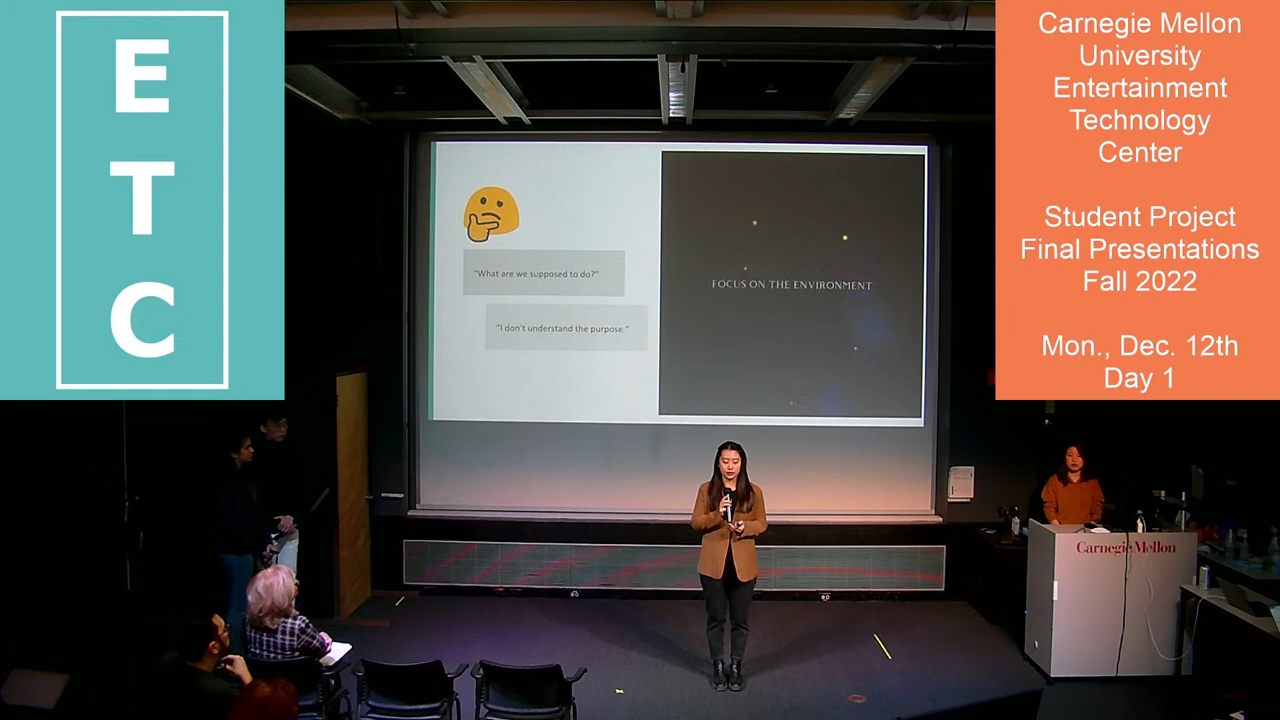 E
T
C
Carnegie Mellon
University
Entertainment
Technology
Center
Student Project
Final Presentations
Fall 2022
Mon., Dec. 12th
Day 1
"What are we supposed to do?"
"I don't understand the purpose."
FOCUS ON THE ENVIRONMENT
Carnegie Mellon